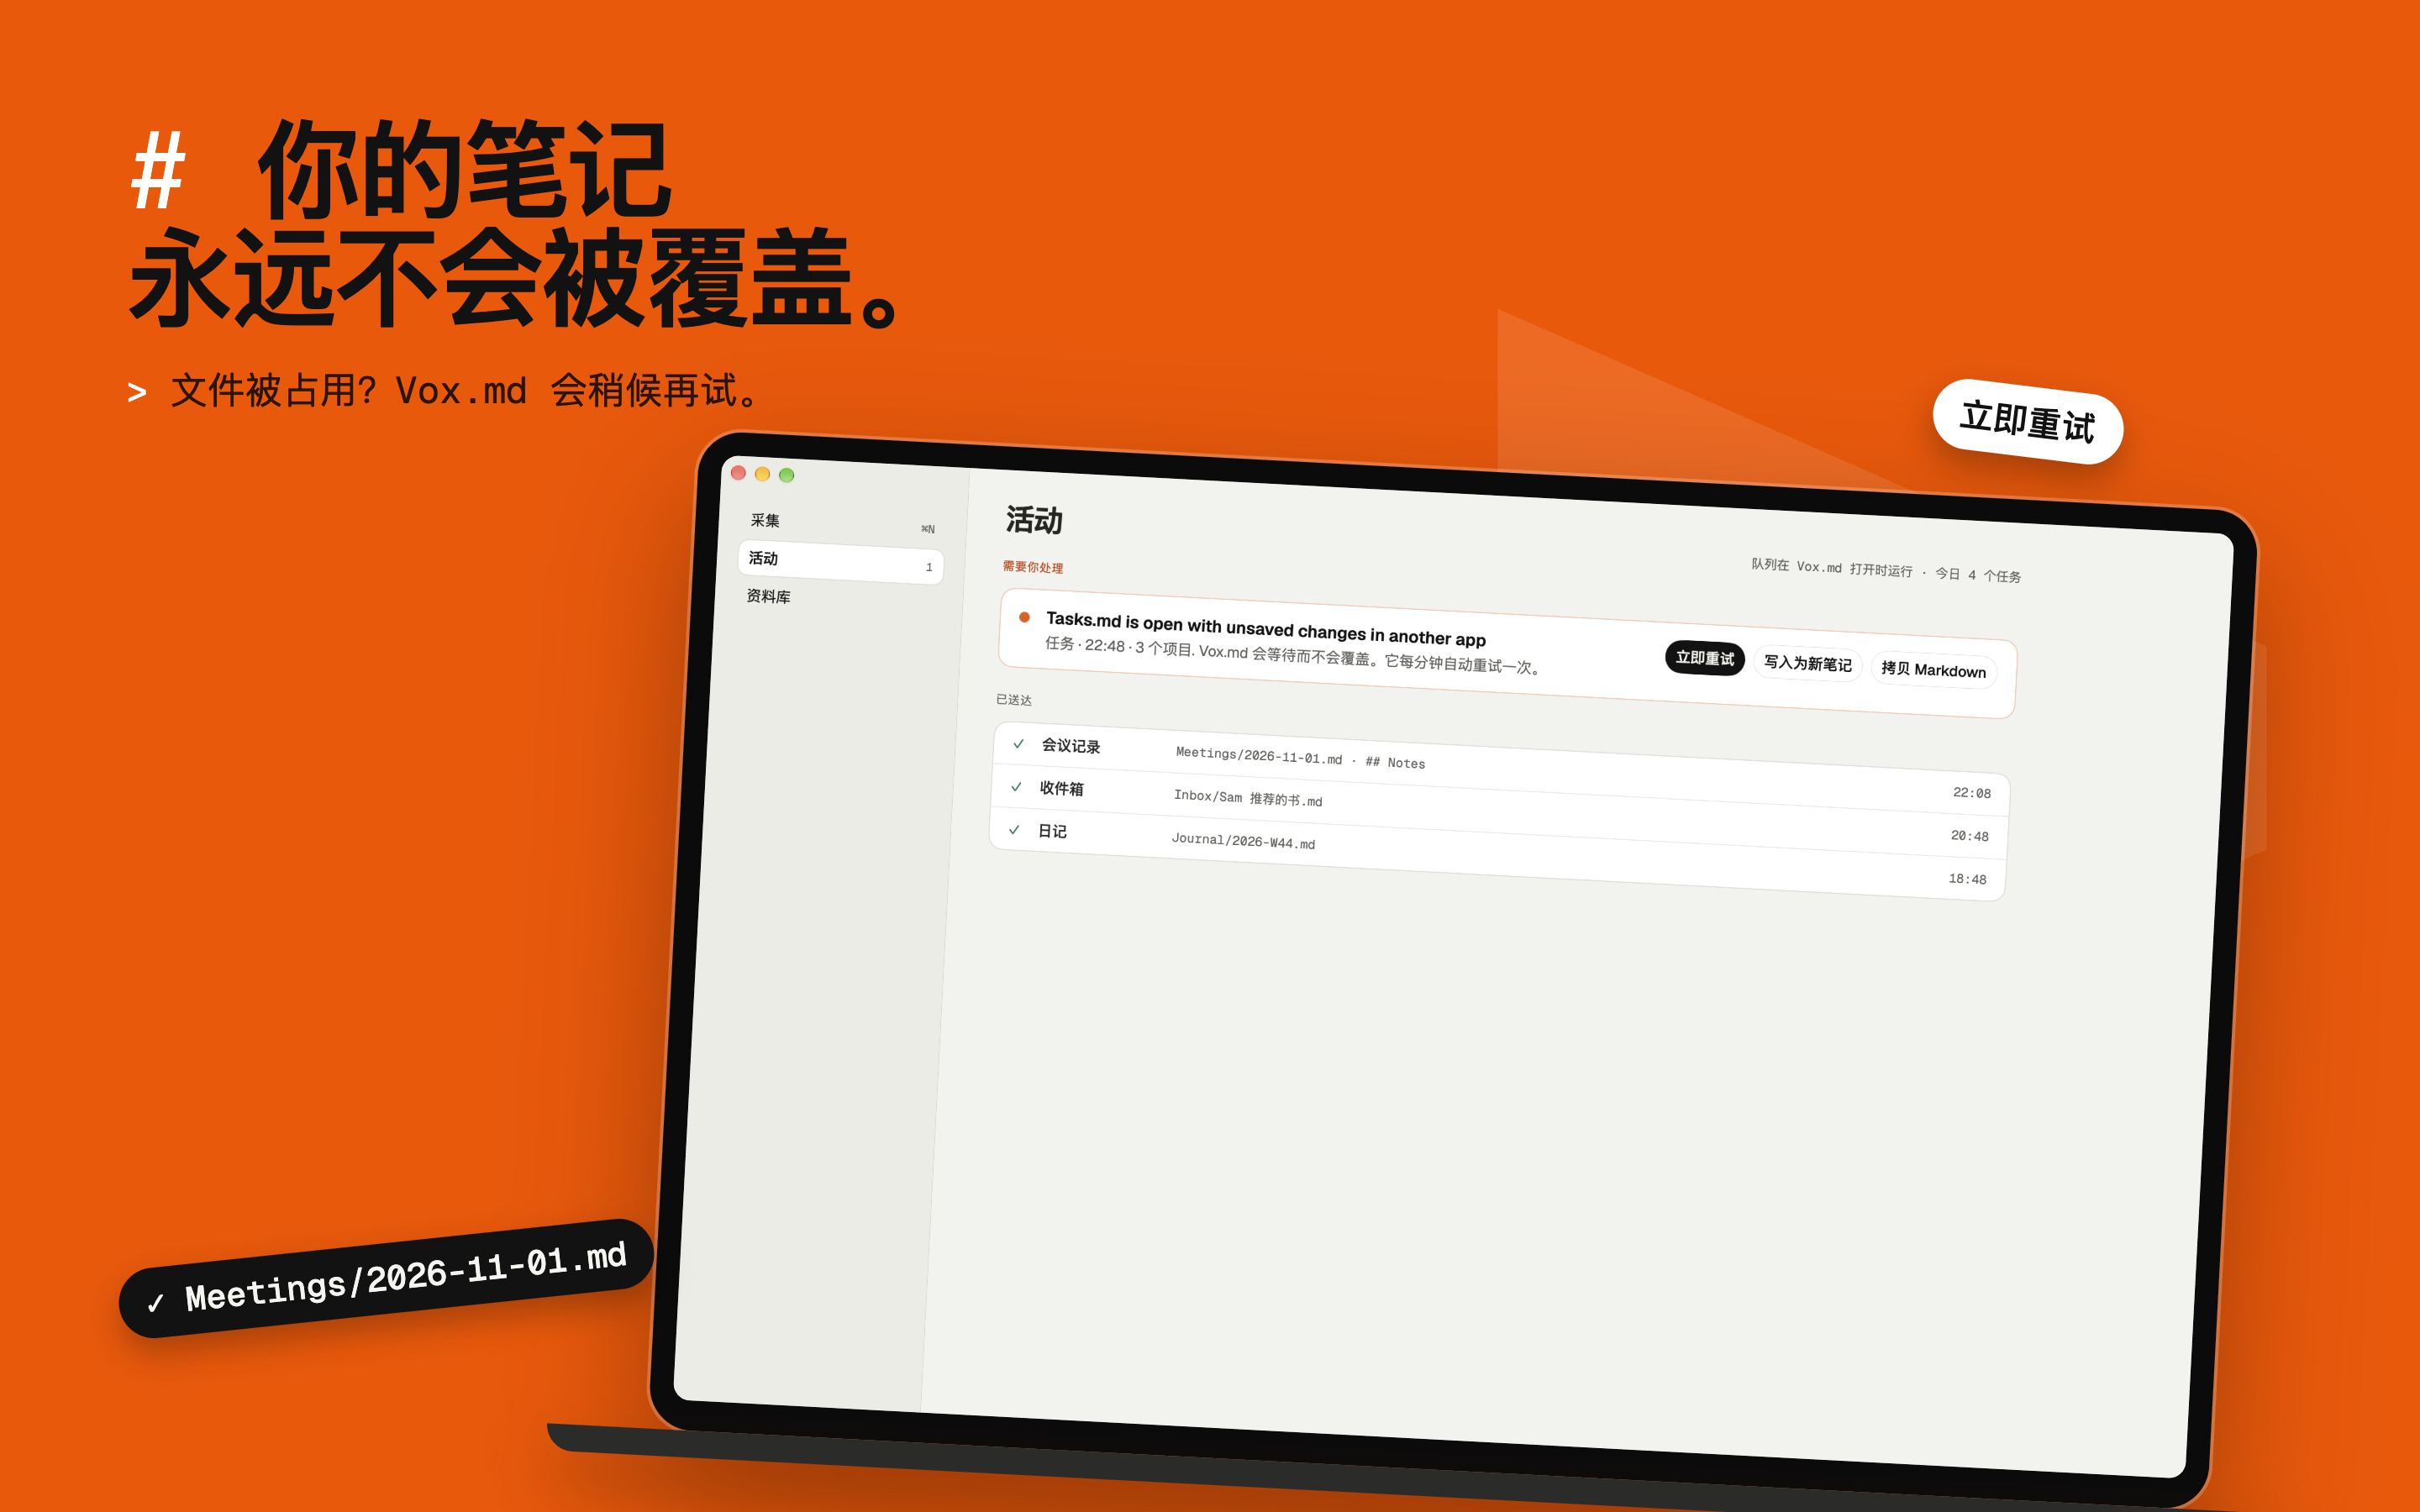 # 你的笔记
永远不会被覆盖。
> 文件被占用? Vox.md 会稍候再试。
立即重试
采集 ⌘N
活动 1
资料库
活动
队列在 Vox.md 打开时运行 · 今日 4 个任务
需要你处理
Tasks.md is open with unsaved changes in another app
任务 · 22:48 · 3 个项目. Vox.md 会等待而不会覆盖。它每分钟自动重试一次。
立即重试 写入为新笔记 拷贝 Markdown
已送达
✓ 会议记录 Meetings/2026-11-01.md · ## Notes 22:08
✓ 收件箱 Inbox/Sam 推荐的书.md 20:48
✓ 日记 Journal/2026-W44.md 18:48
✓ Meetings/2026-11-01.md